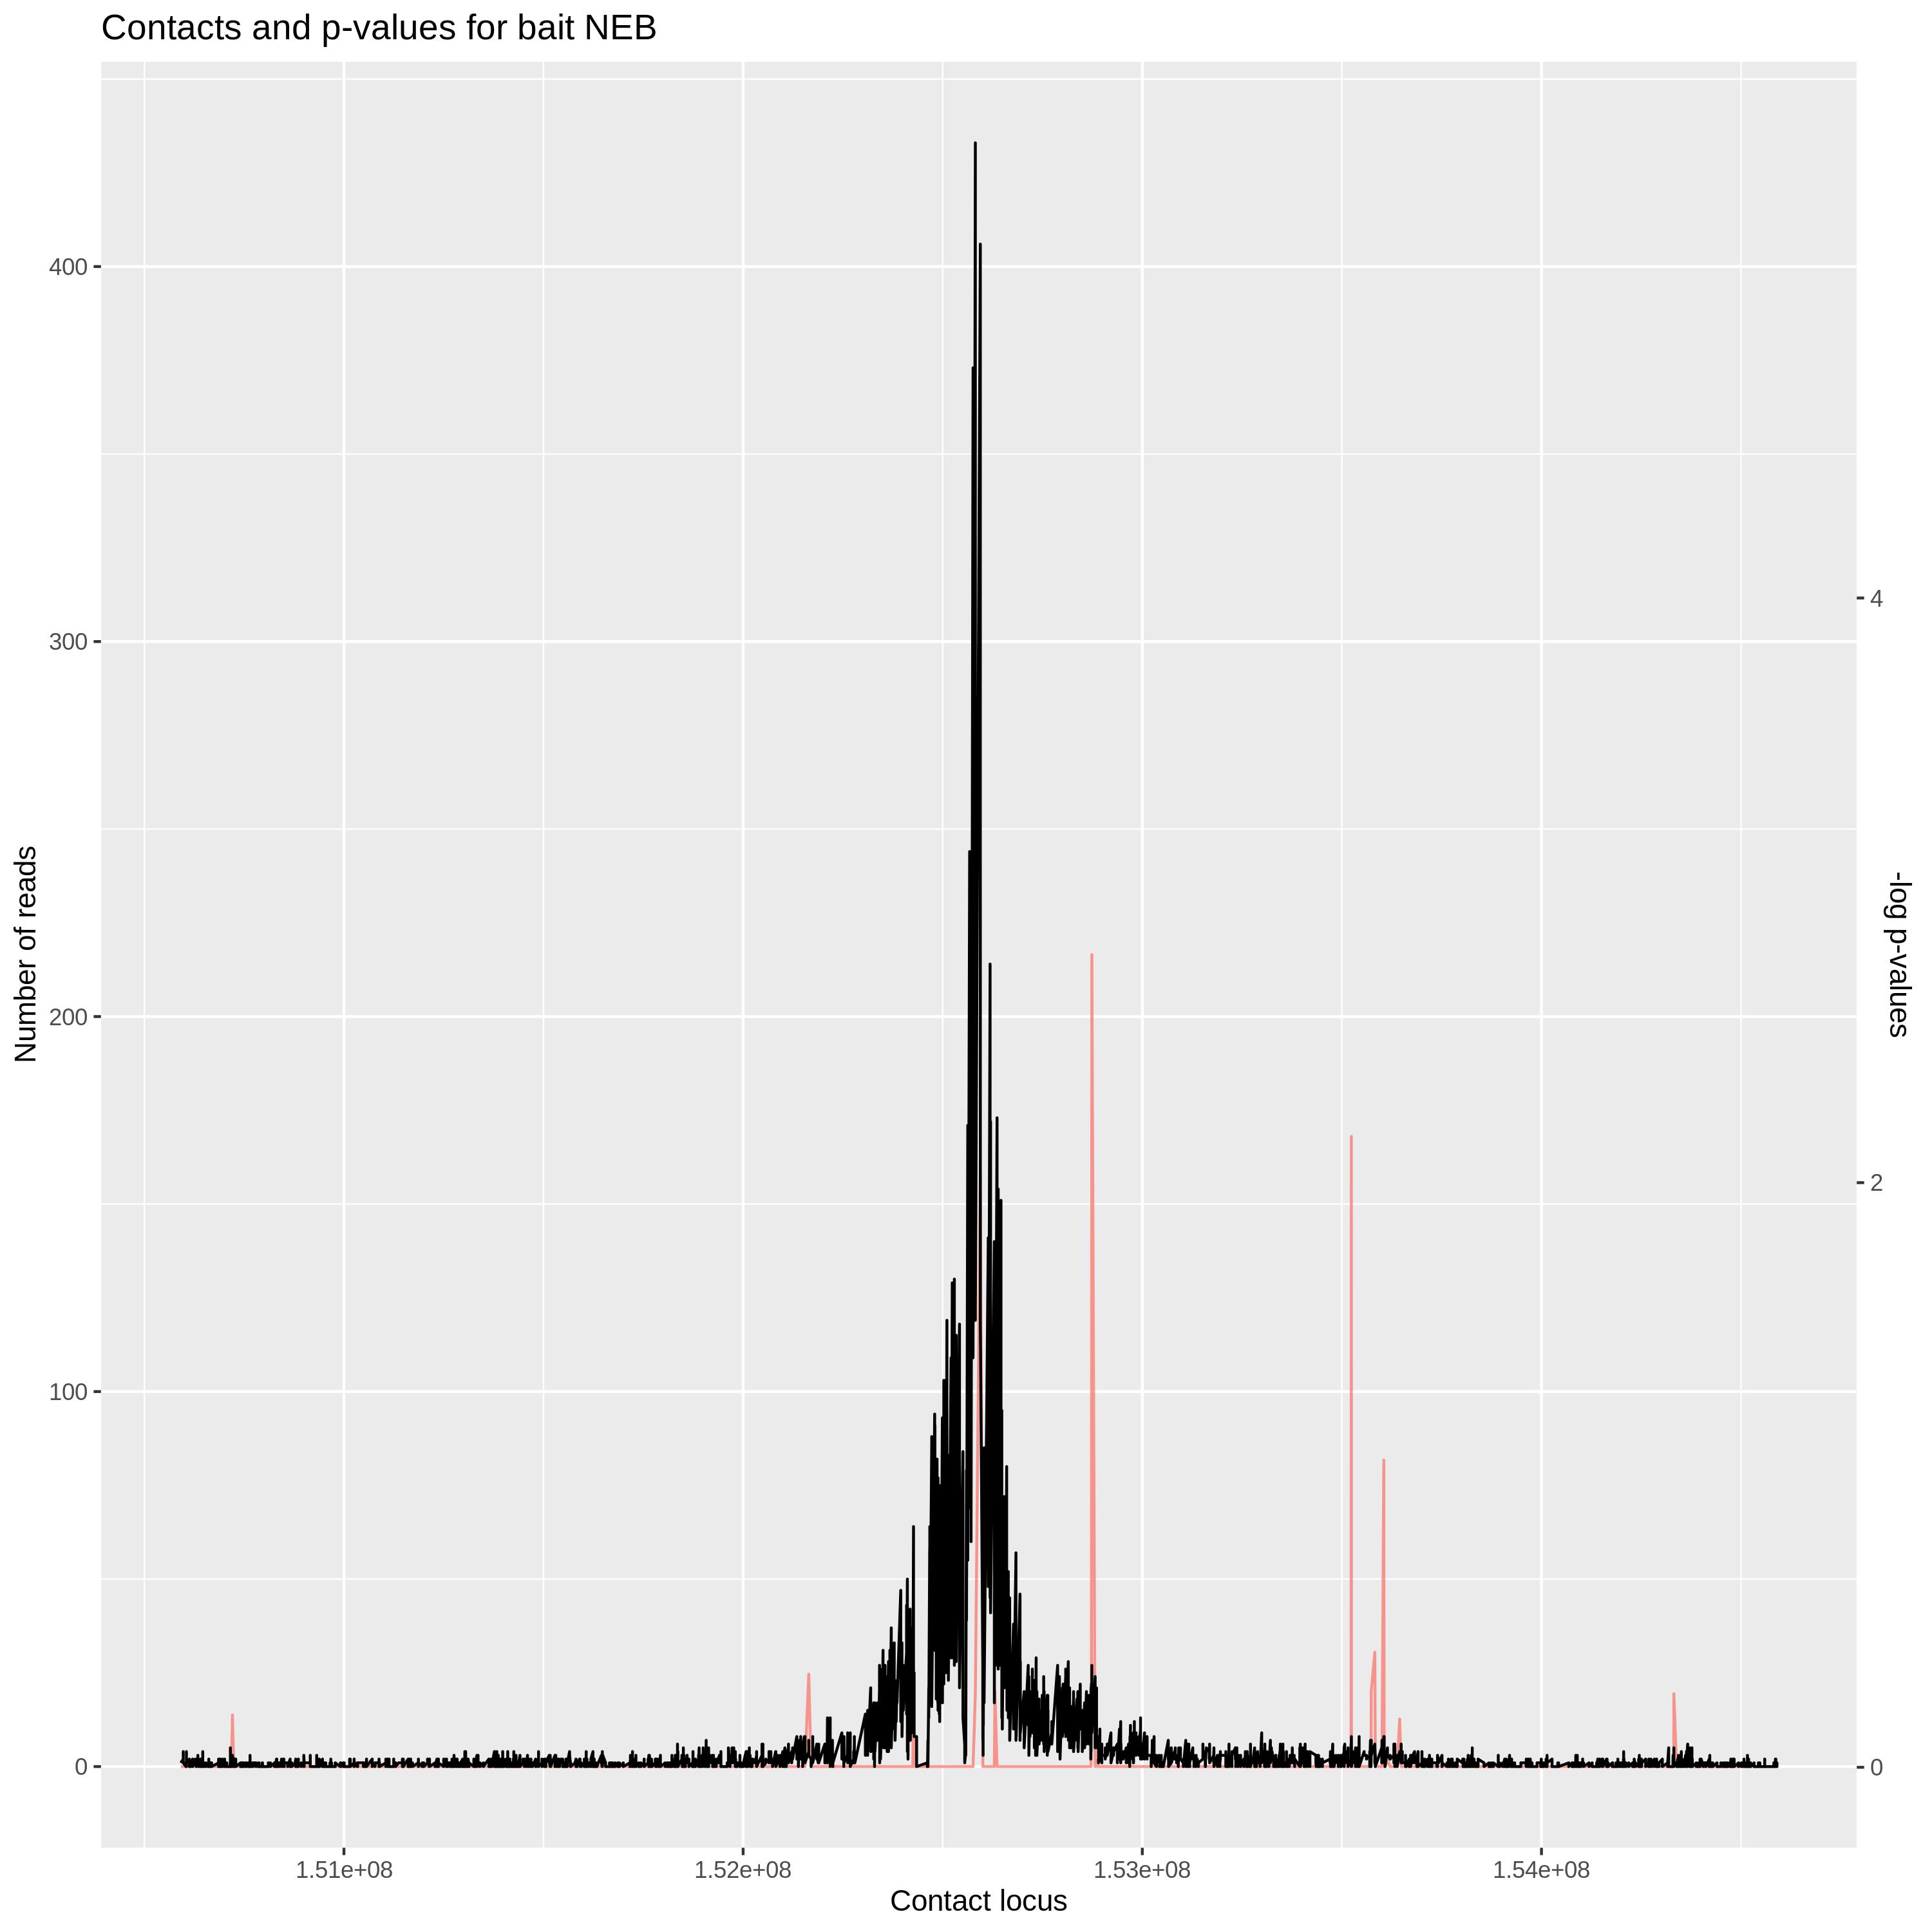 Contacts and p-values for bait NEB
Number of reads
400
300
200
100
0
4
2
0
-log p-values
1.51e+08
1.52e+08
1.53e+08
1.54e+08
Contact locus